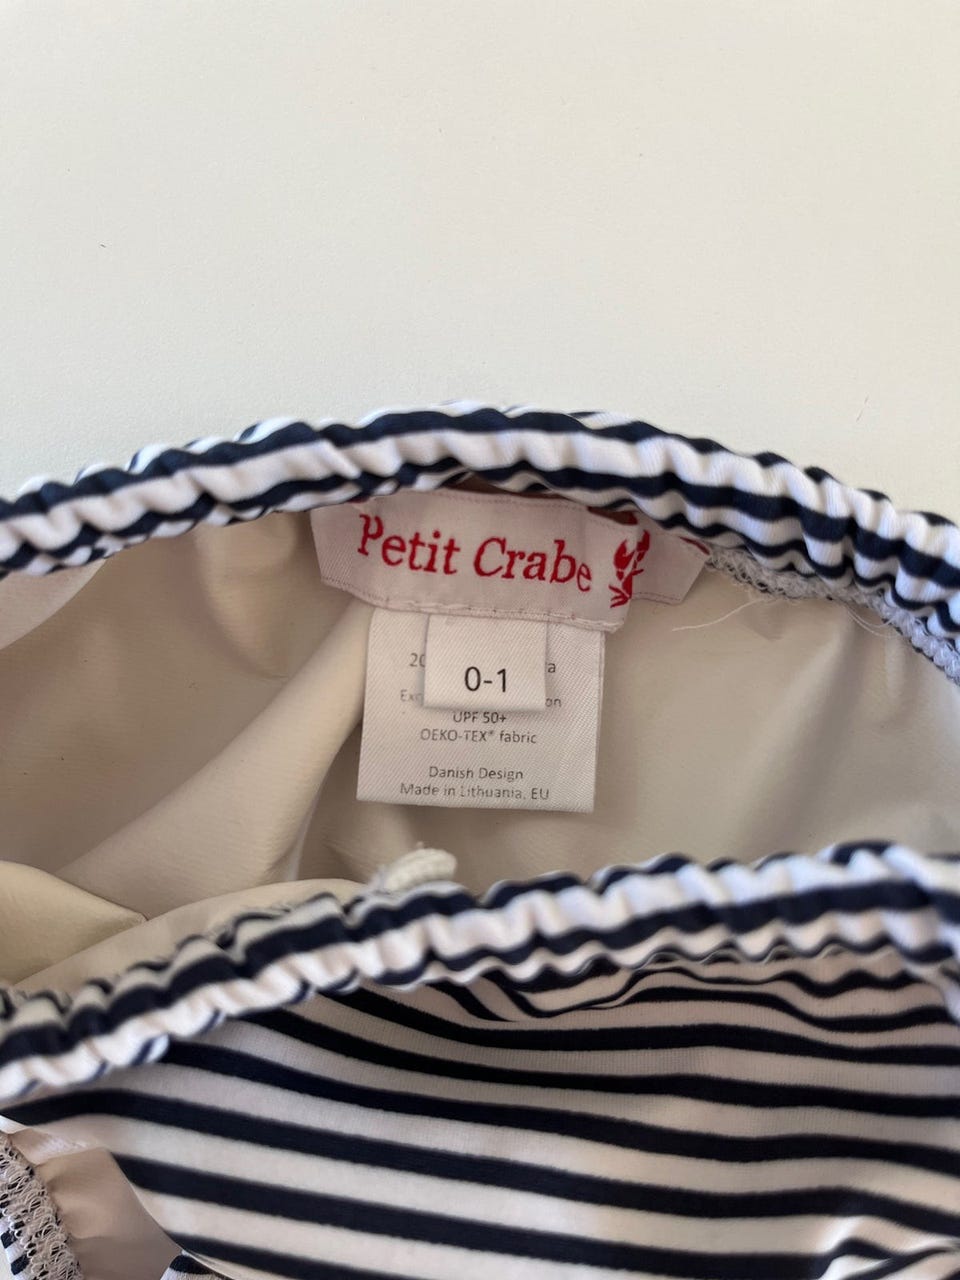 Petit Crabe
0-1
UPF 50+
OEKO-TEX® fabric
Danish Design
Made in Lithuania, EU